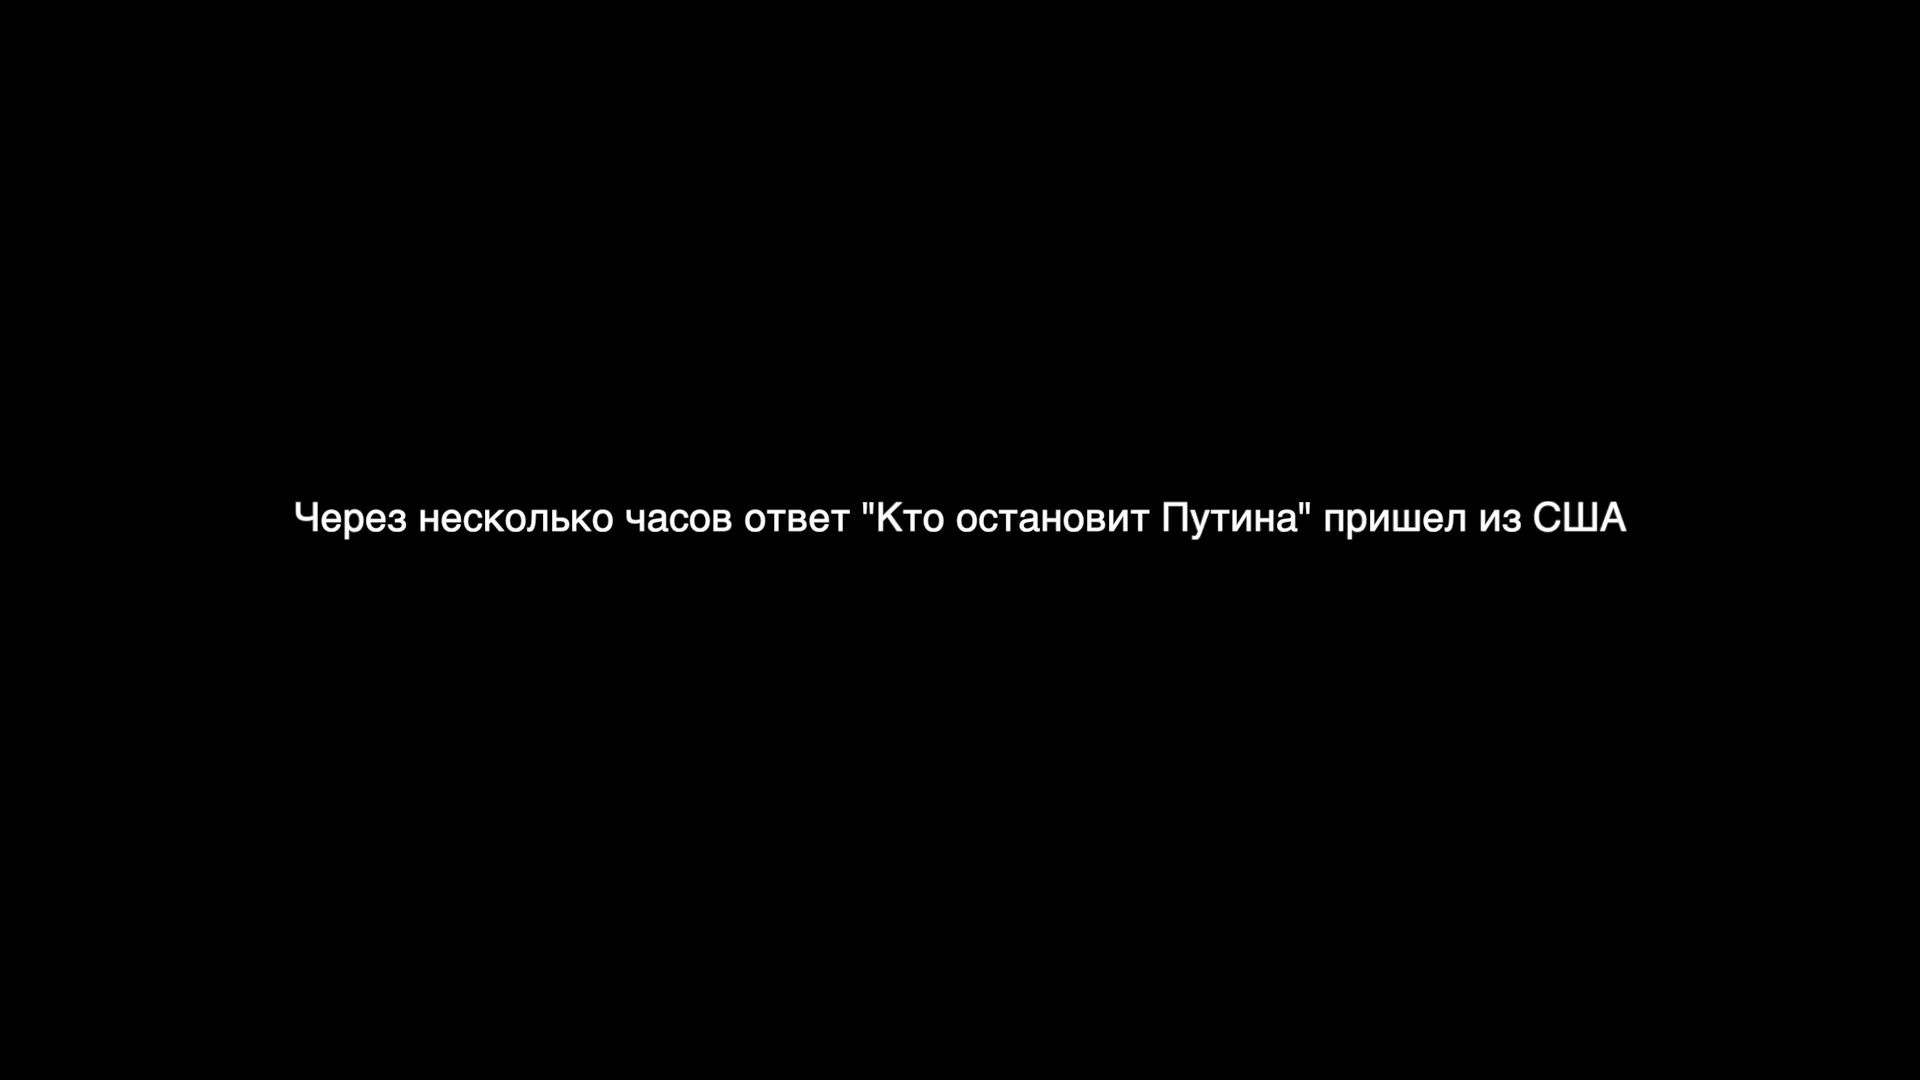 Через несколько часов ответ "Кто остановит Путина" пришел из США